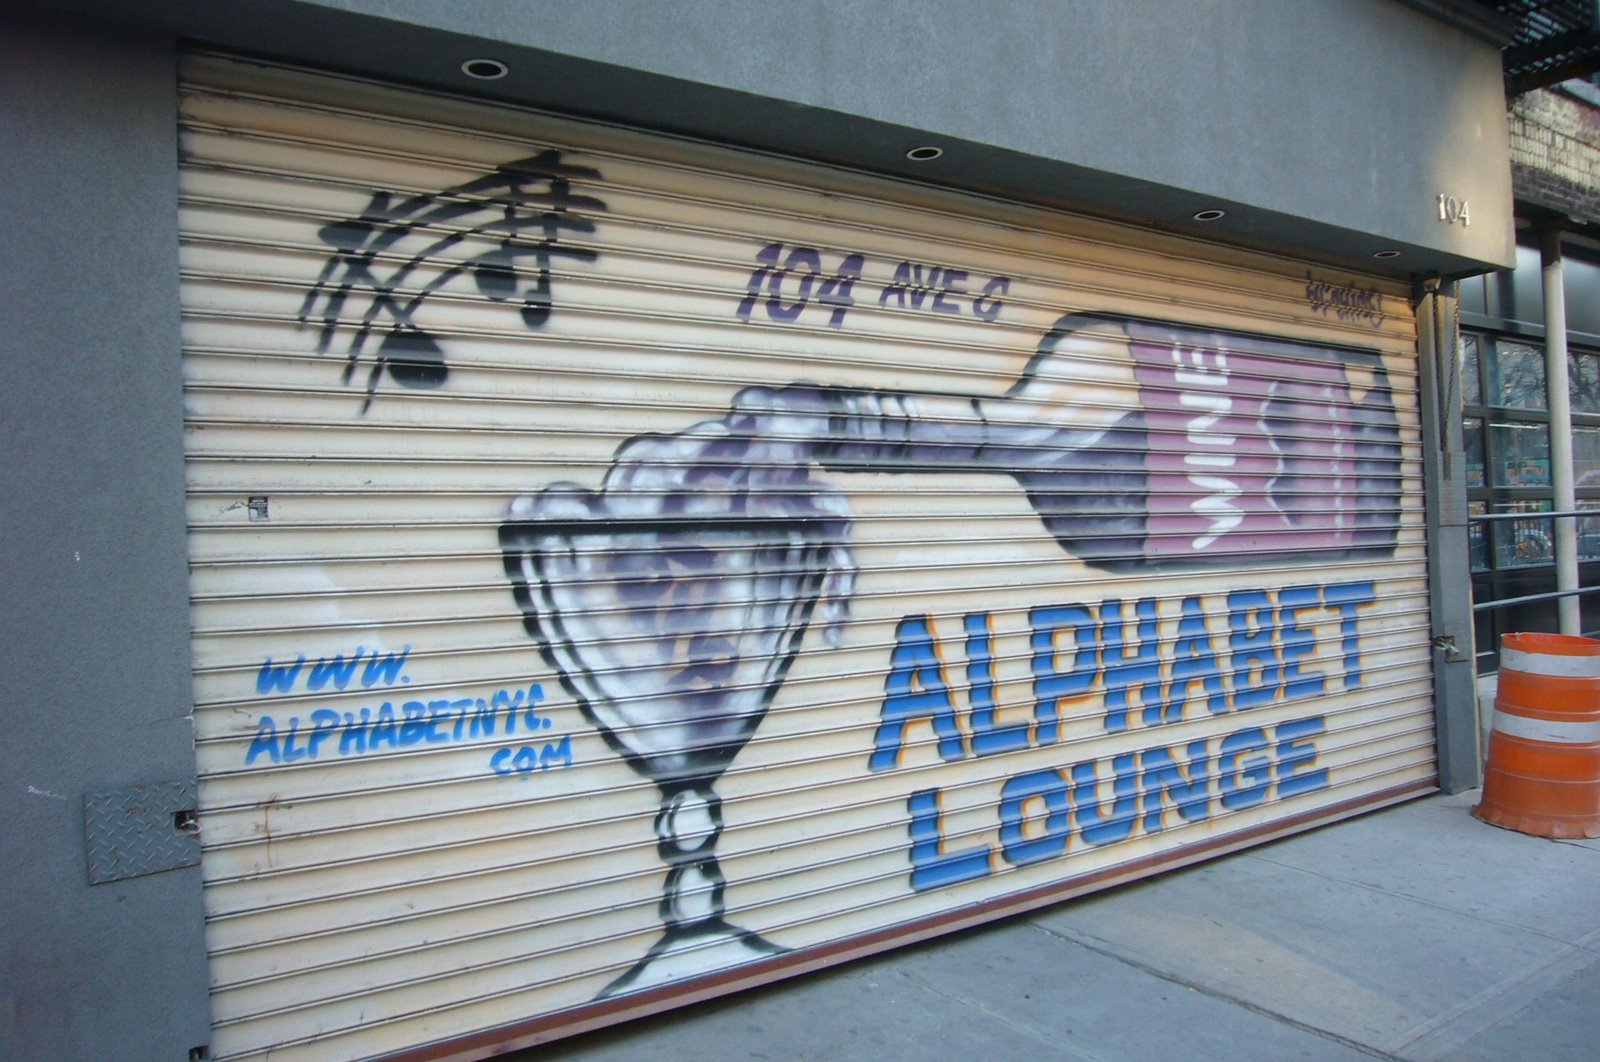 104 AVE C
104
WINE
ALPHABET
LOUNGE
WWW.
ALPHABETNYC.
COM